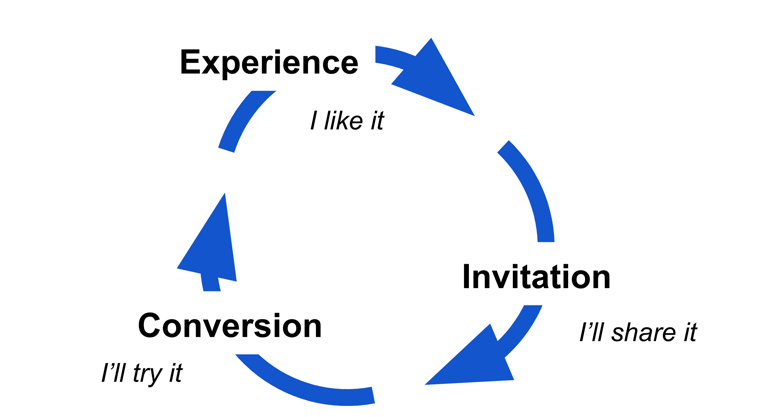 Experience
I like it
Invitation
I'll share it
Conversion
I'll try it